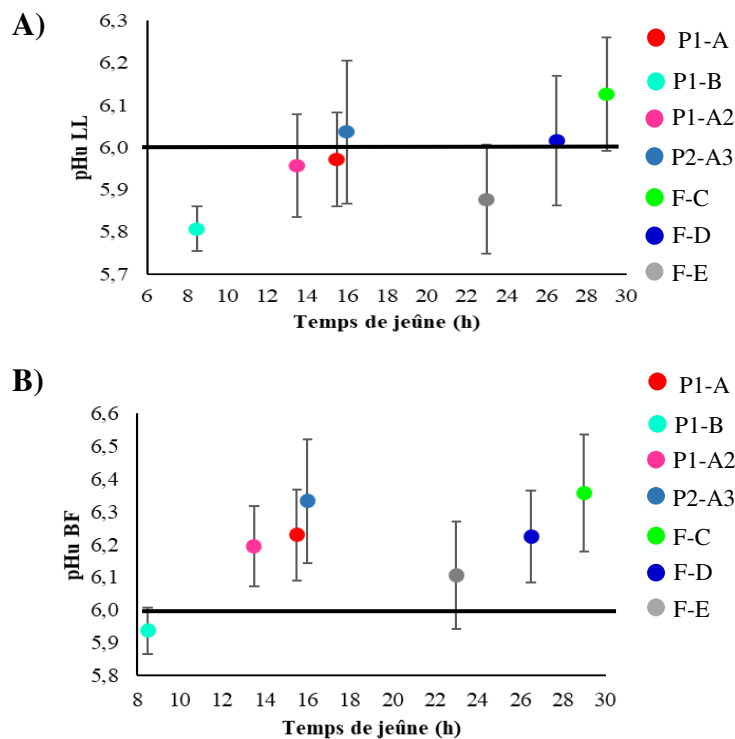 A)
6,3
6,2
6,1
6,0
5,9
5,8
5,7
pHu LL
6 8 10 12 14 16 18 20 22 24 26 28 30
Temps de jeûne (h)
P1-A
P1-B
P1-A2
P2-A3
F-C
F-D
F-E
B)
6,6
6,5
6,4
6,3
6,2
6,1
6,0
5,9
5,8
pHu BF
8 10 12 14 16 18 20 22 24 26 28 30
Temps de jeûne (h)
P1-A
P1-B
P1-A2
P2-A3
F-C
F-D
F-E